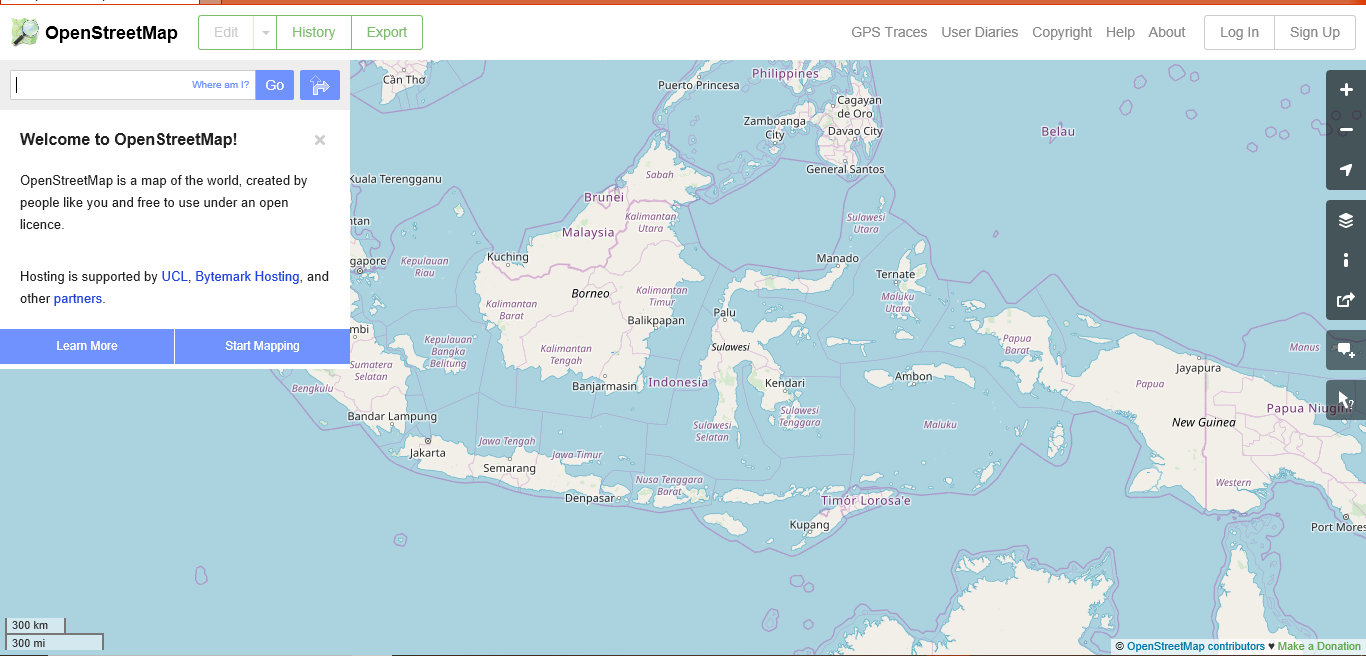 OpenStreetMap
Edit
History
Export
GPS Traces
User Diaries
Copyright
Help
About
Log In
Sign Up
Where am I?
Go
Welcome to OpenStreetMap!
×
OpenStreetMap is a map of the world, created by
people like you and free to use under an open
licence.
Hosting is supported by UCL, Bytemark Hosting, and
other partners.
Learn More
Start Mapping
Cần Thơ
Puerto Princesa
Philippines
Cagayan
de Oro
Zamboanga
City
Davao City
General Santos
Belau
Kuala Terengganu
Sabah
Brunei
Kalimantan
Utara
Malaysia
Sulawesi
Utara
ntan
gapore
Kepulauan
Riau
Kuching
Manado
Ternate
Borneo
Kalimantan
Timur
Kalimantan
Barat
Maluku
Utara
Balikpapan
Palu
mbi
Kepulauan
Bangka
Belitung
Kalimantan
Tengah
Sulawesi
Papua
Barat
Manus
Sumatera
Selatan
Bengkulu
Banjarmasin
Indonesia
Kendari
Ambon
Jayapura
Papua
Bandar Lampung
Sulawesi
Tenggara
Papua Niugini
Sulawesi
Selatan
Maluku
New Guinea
Jakarta
Jawa Tengah
Jawa Timur
Semarang
Nusa Tenggara
Barat
Western
Denpasar
Timór Lorosa'e
Kupang
Port Mores
300 km
300 mi
© OpenStreetMap contributors ♥ Make a Donation